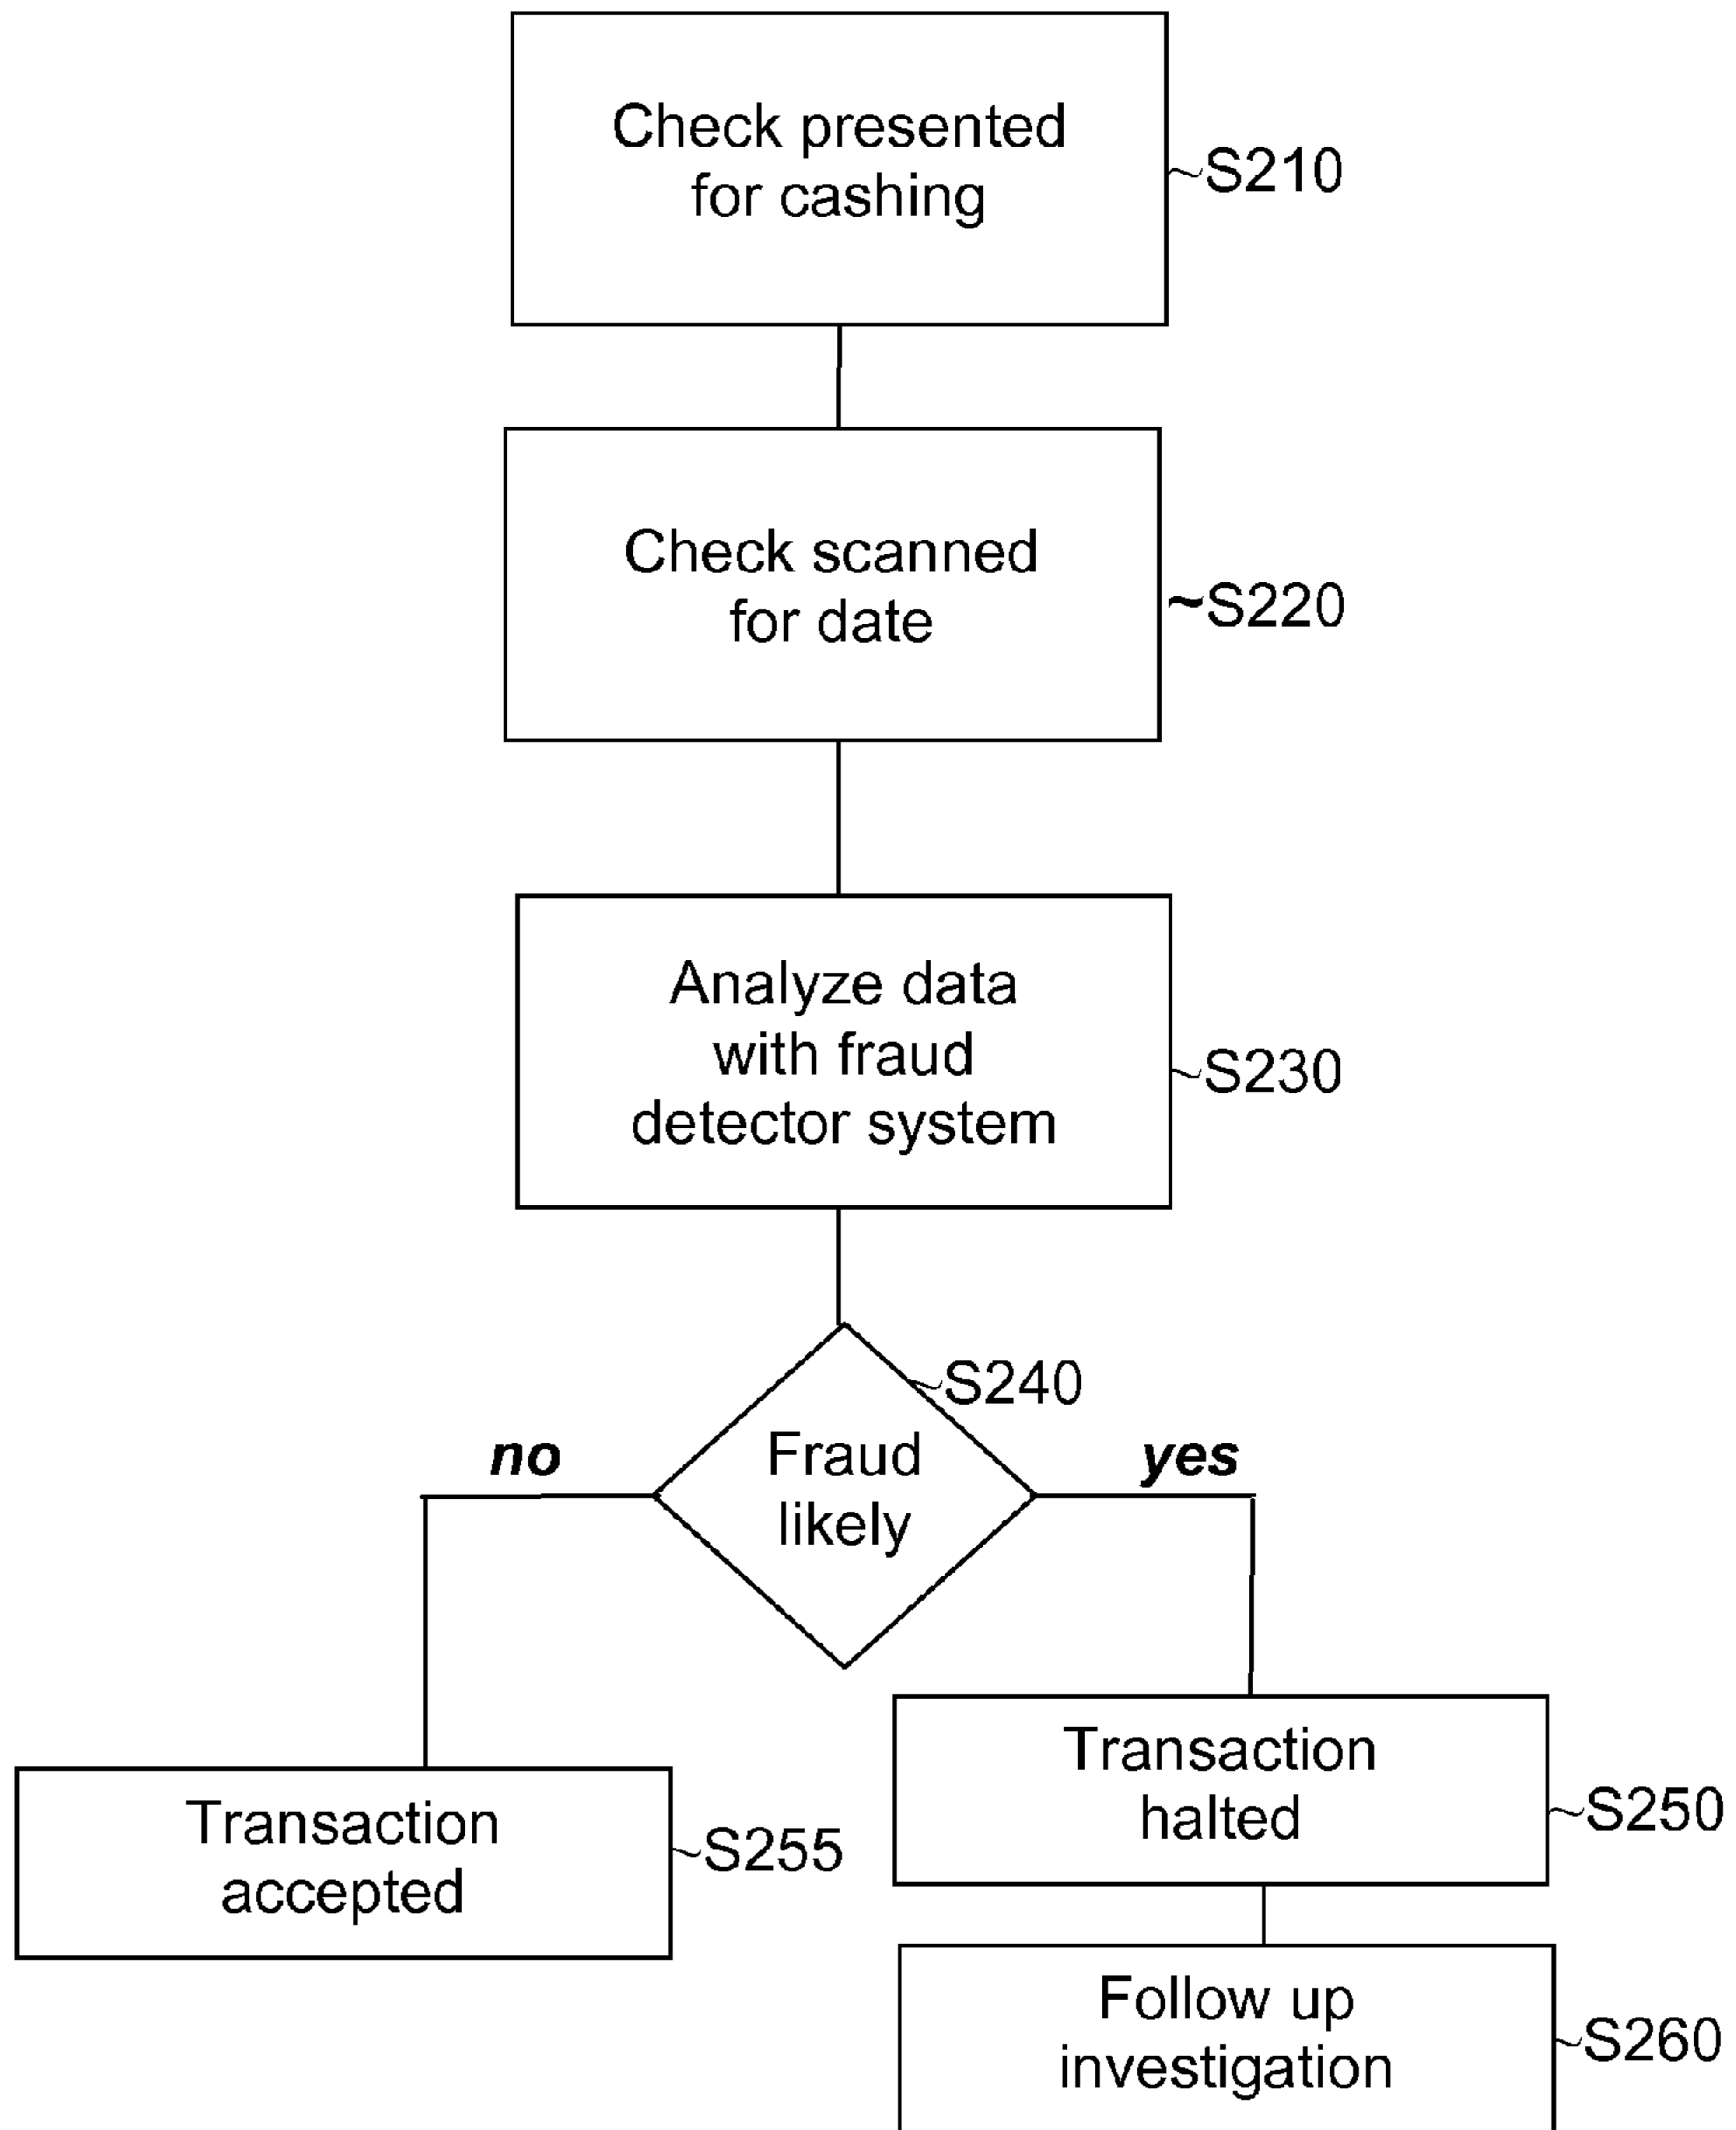 Check presented
for cashing
~S210
Check scanned
for date
~S220
Analyze data
with fraud
detector system
~S230
~S240
Fraud
likely
no
yes
Transaction
halted
~S250
Transaction
accepted
~S255
Follow up
investigation
~S260